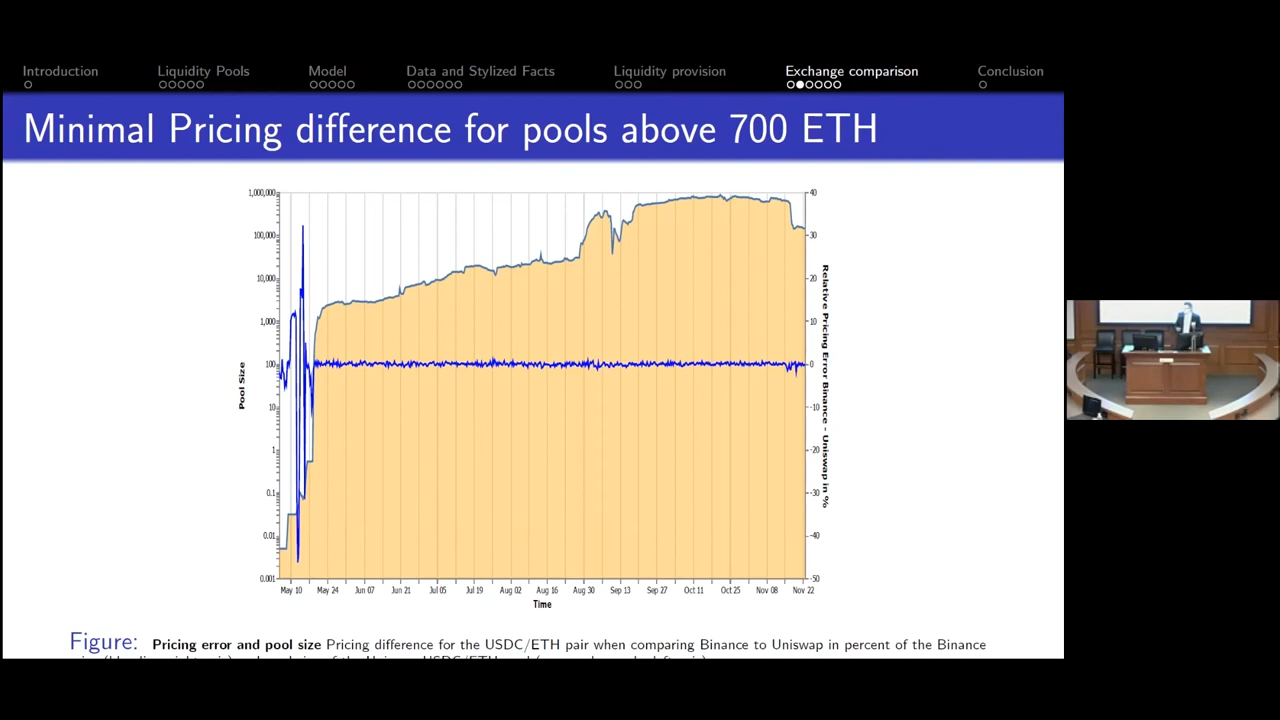 Introduction
Liquidity Pools
Model
Data and Stylized Facts
Liquidity provision
Exchange comparison
Conclusion
Minimal Pricing difference for pools above 700 ETH
1,000,000
100,000
10,000
1,000
100
10
1
0.1
0.01
0.001
Pool Size
40
30
20
10
0
-10
-20
-30
-40
-50
Relative Pricing Error Binance - Uniswap in %
May 10 May 24 Jun 07 Jun 21 Jul 05 Jul 19 Aug 02 Aug 16 Aug 30 Sep 13 Sep 27 Oct 11 Oct 25 Nov 08 Nov 22
Time
Figure: Pricing error and pool size Pricing difference for the USDC/ETH pair when comparing Binance to Uniswap in percent of the Binance